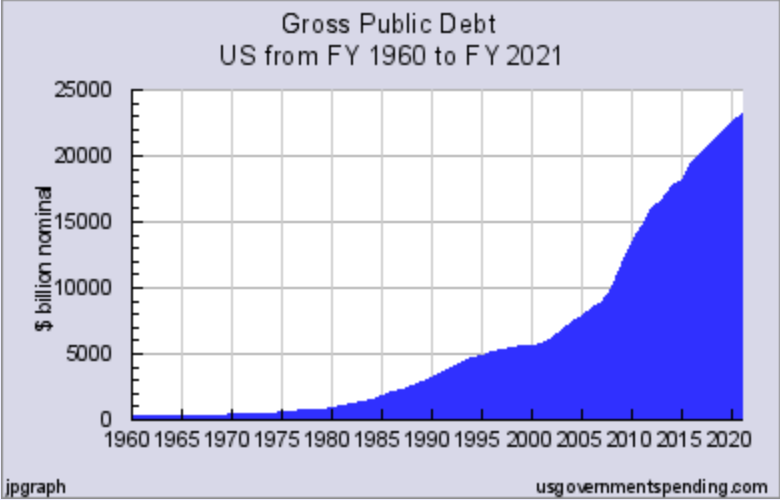 Gross Public Debt
US from FY 1960 to FY 2021
$ billion nominal
25000
20000
15000
10000
5000
0
1960 1965 1970 1975 1980 1985 1990 1995 2000 2005 2010 2015 2020
jpgraph
usgovernmentspending.com